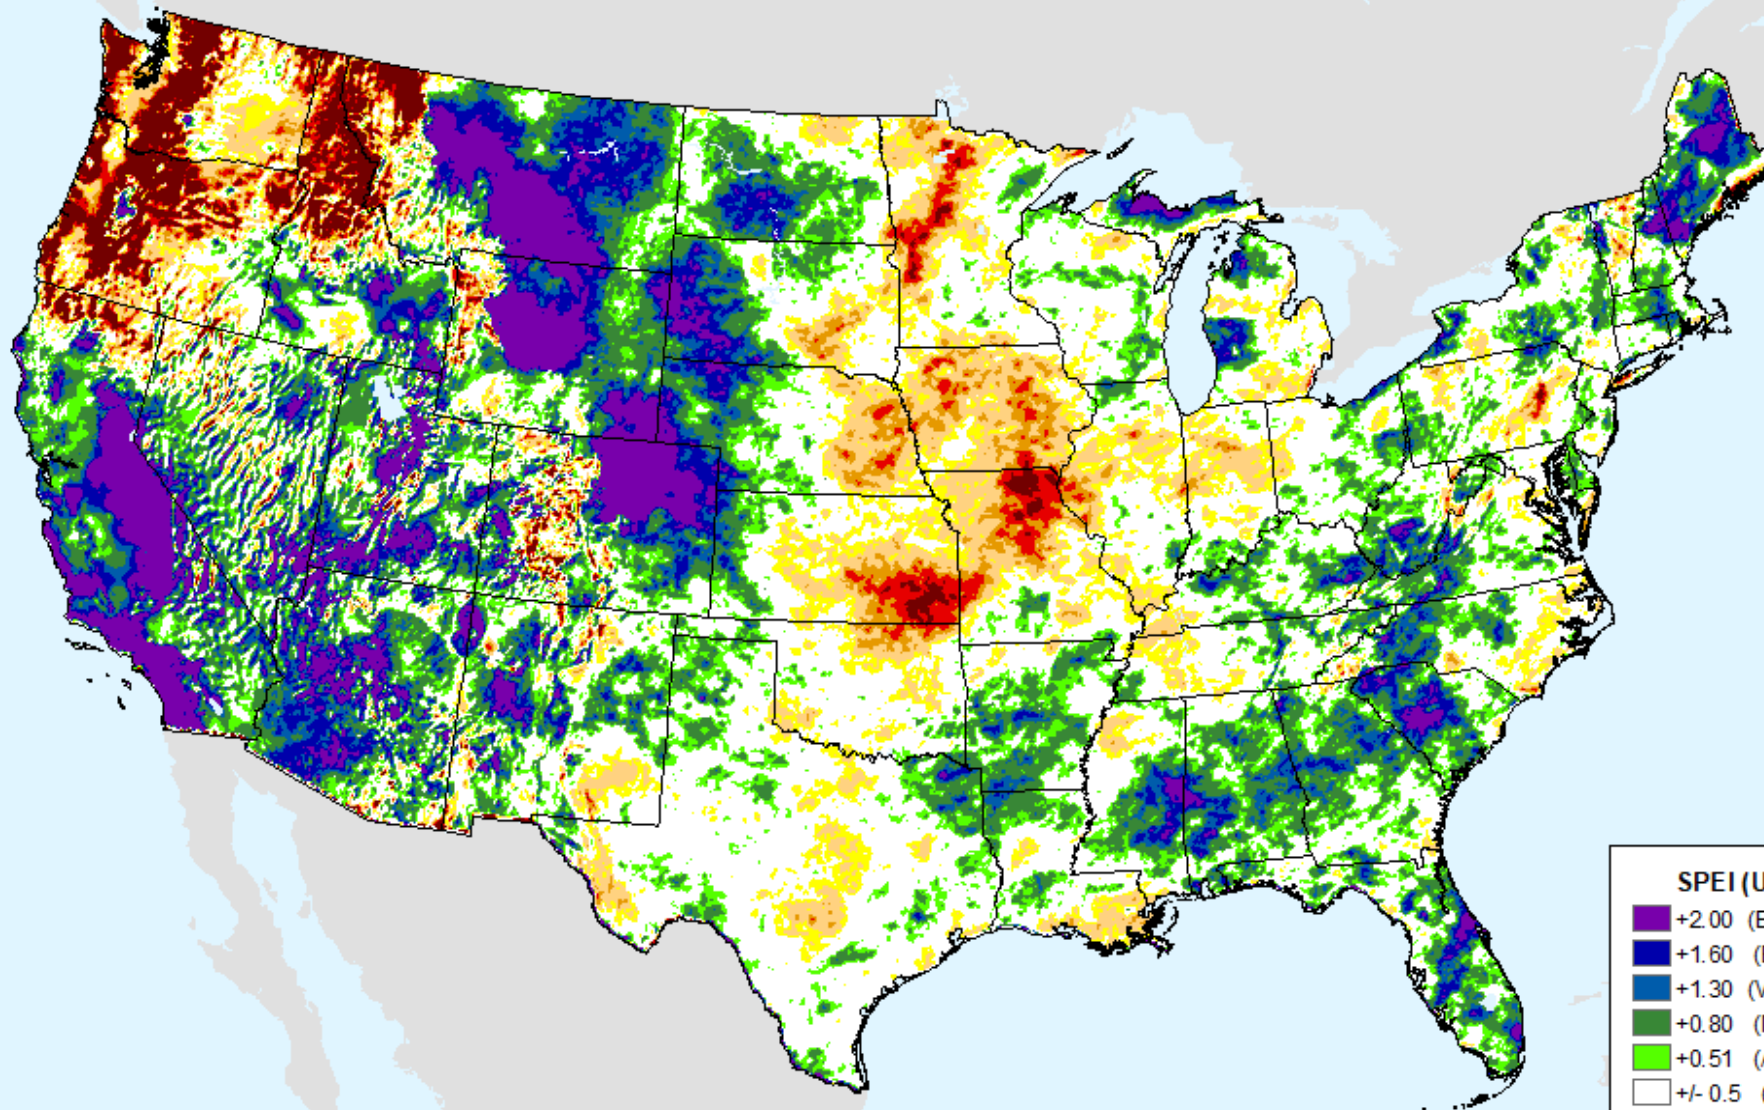 SPEI (U
+2.00 (E
+1.60 (
+1.30 (V
+0.80 (
+0.51 (
+/- 0.5 (